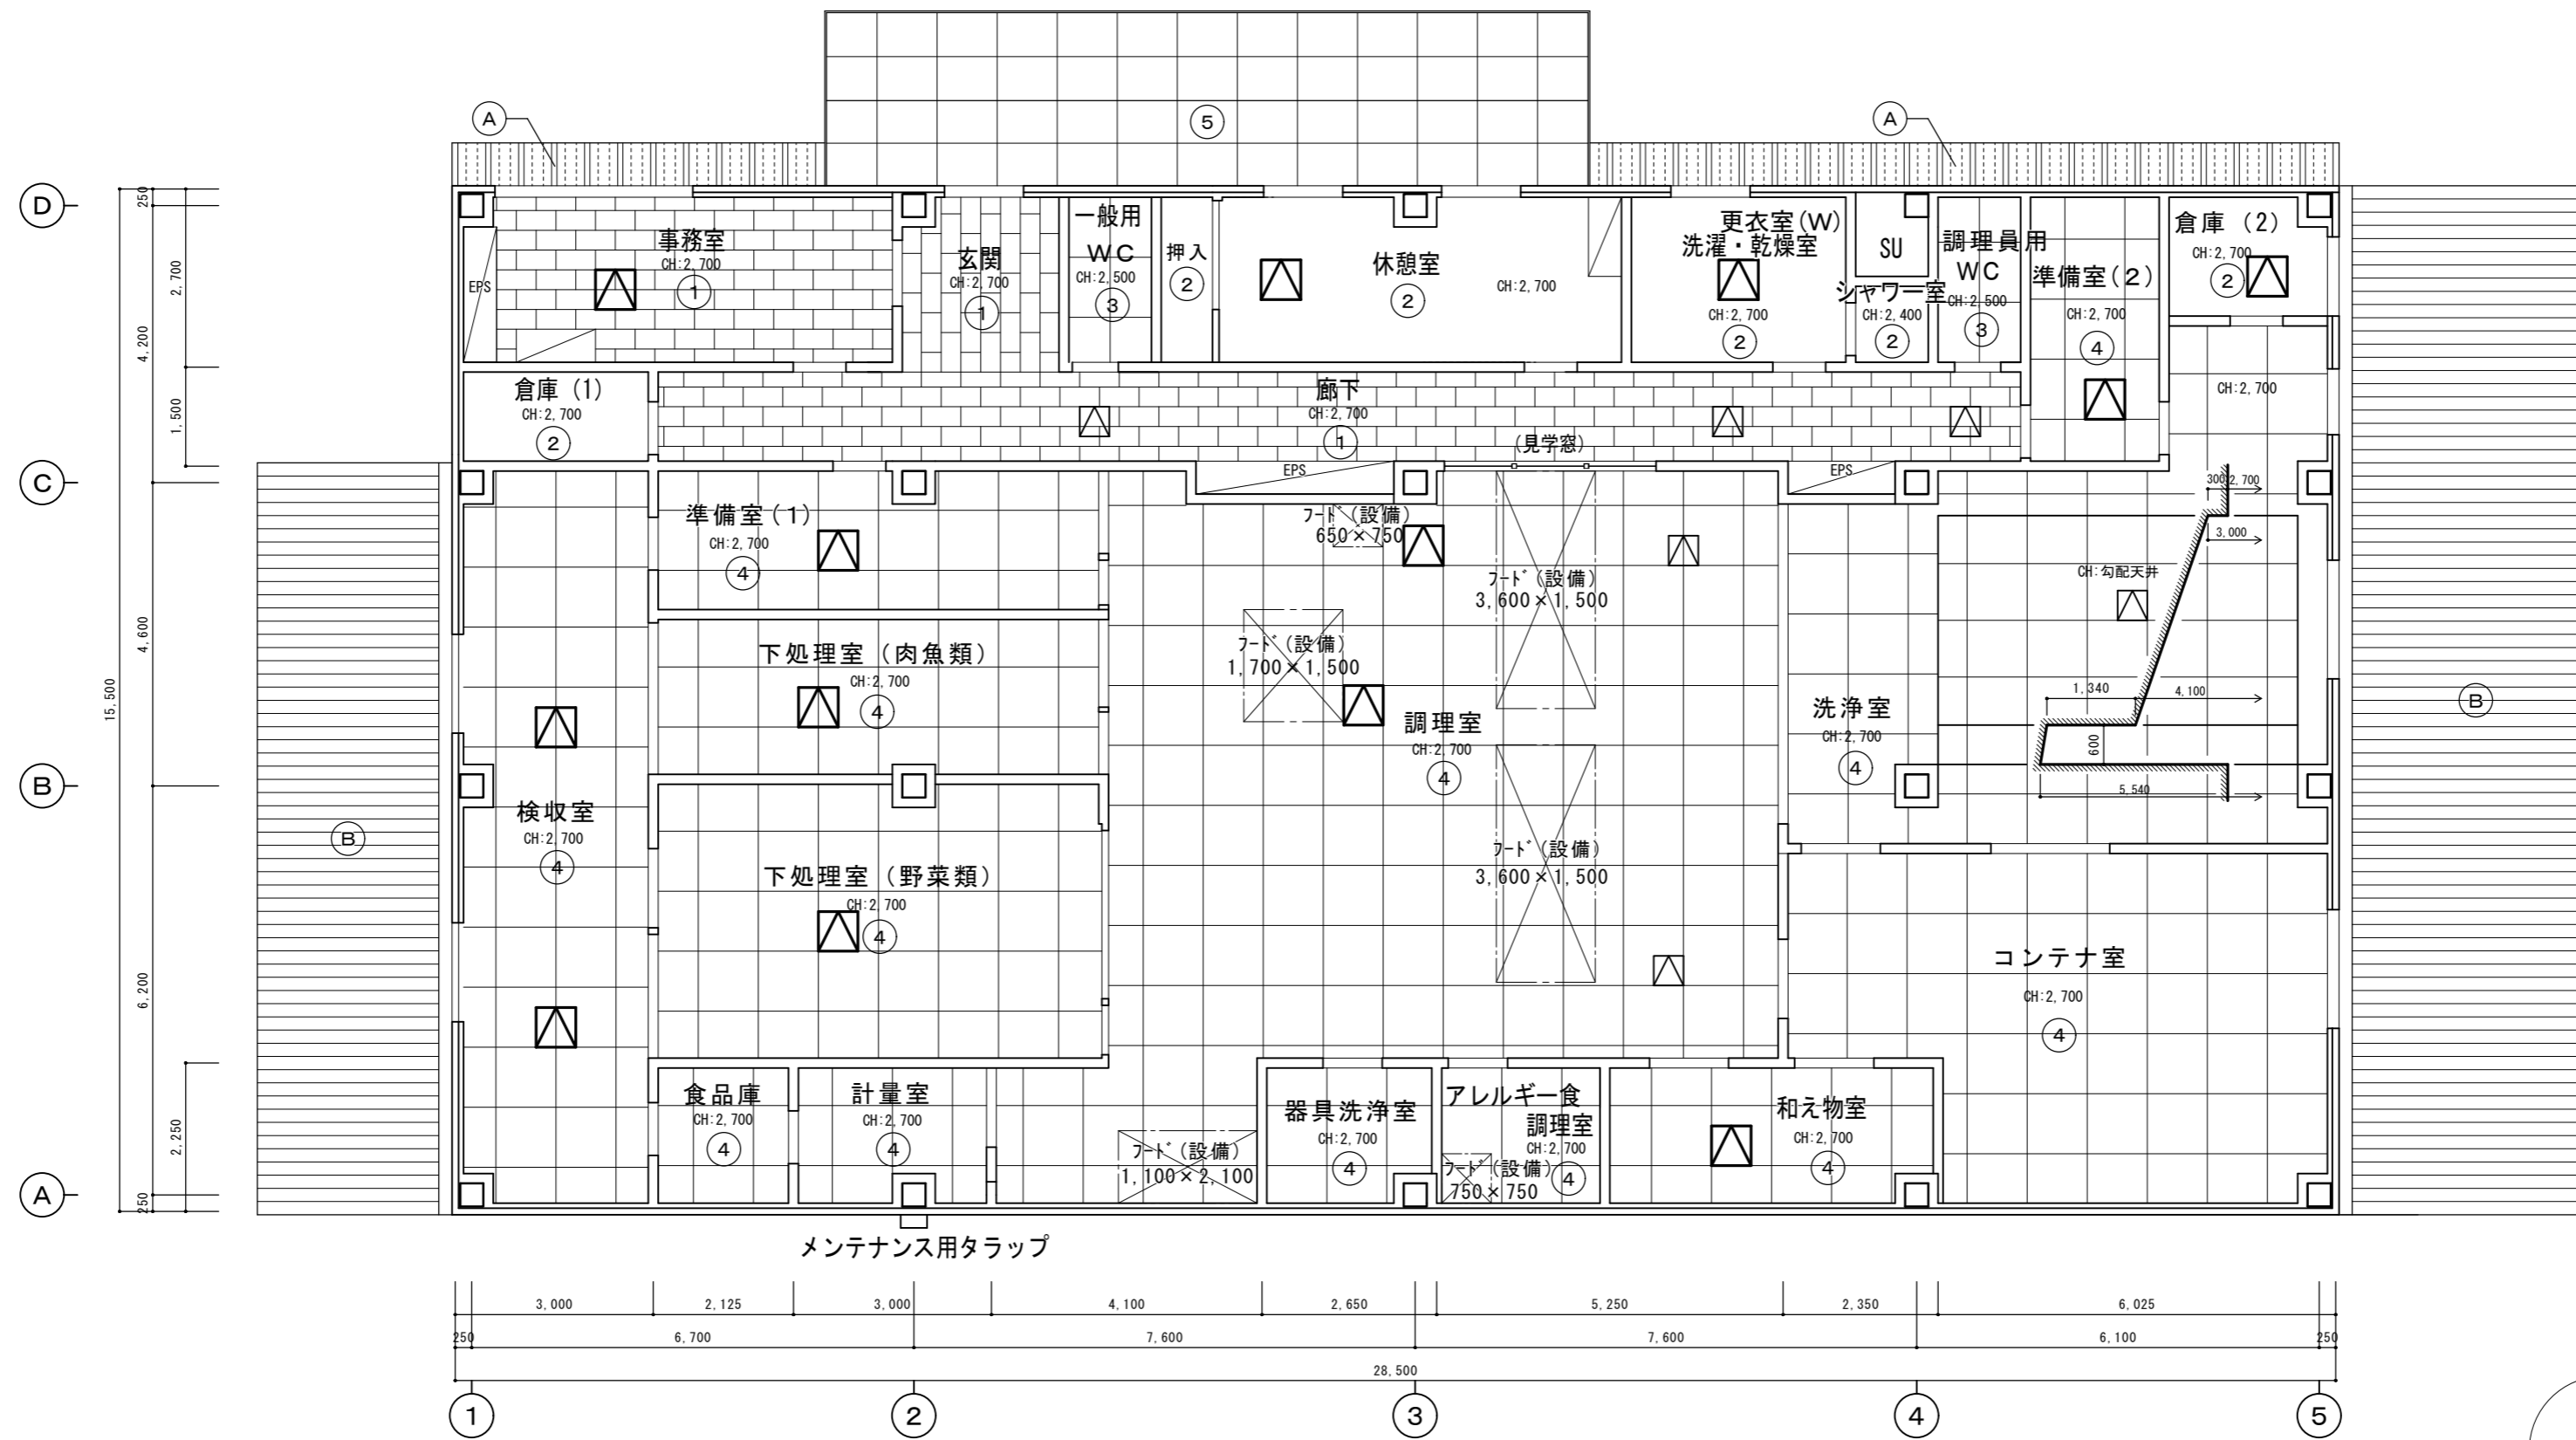 5
A
A
D
C
B
A
250
2,700
4,200
1,500
4,600
15,500
6,200
2,250
250
事務室
CH:2,700
1
EPS
玄関
CH:2,700
1
一般用
WC
CH:2,500
3
押入
2
休憩室
2
CH:2,700
更衣室(W)
洗濯・乾燥室
CH:2,700
2
SU
シャワー室
CH:2,400
2
調理員用
WC
CH:2,500
3
準備室(2)
CH:2,700
4
倉庫 (2)
CH:2,700
2
CH:2,700
倉庫 (1)
CH:2,700
2
廊下
CH:2,700
1
(見学窓)
EPS
EPS
準備室(1)
CH:2,700
4
フード(設備)
650×750
フード(設備)
3,600×1,500
フード(設備)
1,700×1,500
調理室
CH:2,700
4
フード(設備)
3,600×1,500
下処理室 (肉魚類)
CH:2,700
4
下処理室 (野菜類)
CH:2,700
4
検収室
CH:2,700
4
B
洗浄室
CH:2,700
4
300
2,700
3,000
CH:勾配天井
1,340
4,100
600
5,540
B
コンテナ室
CH:2,700
4
食品庫
CH:2,700
4
計量室
CH:2,700
4
フード(設備)
1,100×2,100
器具洗浄室
CH:2,700
4
アレルギー食
調理室
CH:2,700
4
フード(設備)
750×750
和え物室
CH:2,700
4
メンテナンス用タラップ
3,000 2,125 3,000 4,100 2,650 5,250 2,350 6,025
250 6,700 7,600 7,600 6,100 250
28,500
1 2 3 4 5